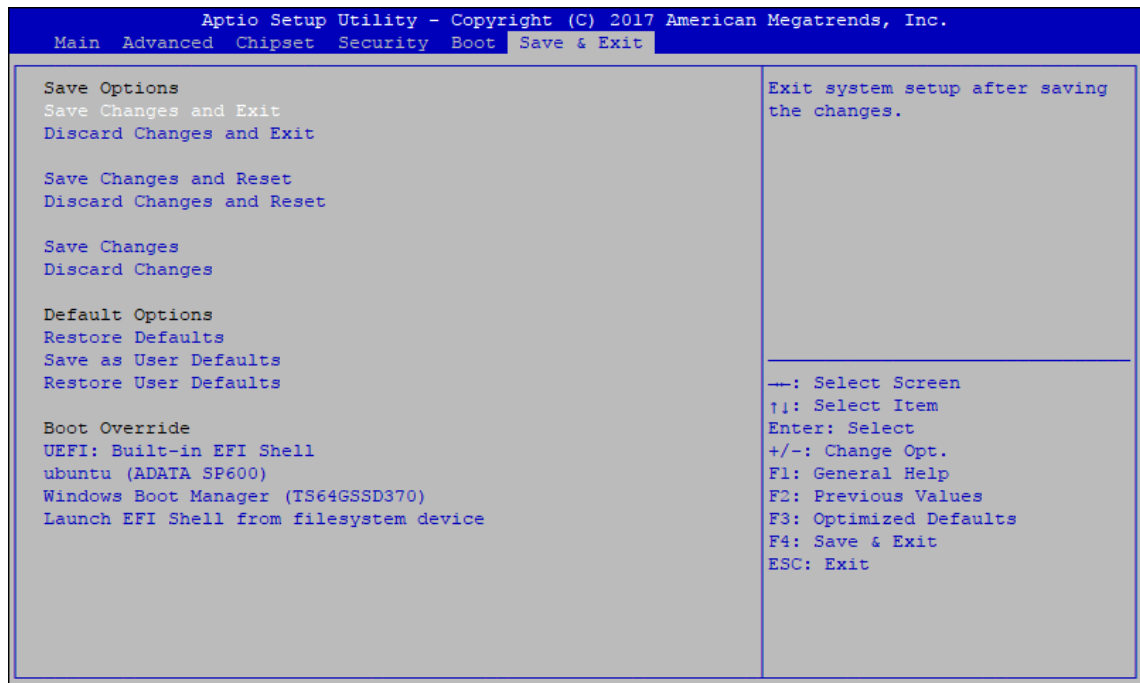 Aptio Setup Utility – Copyright (C) 2017 American Megatrends, Inc.
Main Advanced Chipset Security Boot Save & Exit
Save Options
Save Changes and Exit
Discard Changes and Exit
Save Changes and Reset
Discard Changes and Reset
Save Changes
Discard Changes
Default Options
Restore Defaults
Save as User Defaults
Restore User Defaults
Boot Override
UEFI: Built-in EFI Shell
ubuntu (ADATA SP600)
Windows Boot Manager (TS64GSSD370)
Launch EFI Shell from filesystem device
Exit system setup after saving
the changes.
→←: Select Screen
↑↓: Select Item
Enter: Select
+/-: Change Opt.
F1: General Help
F2: Previous Values
F3: Optimized Defaults
F4: Save & Exit
ESC: Exit